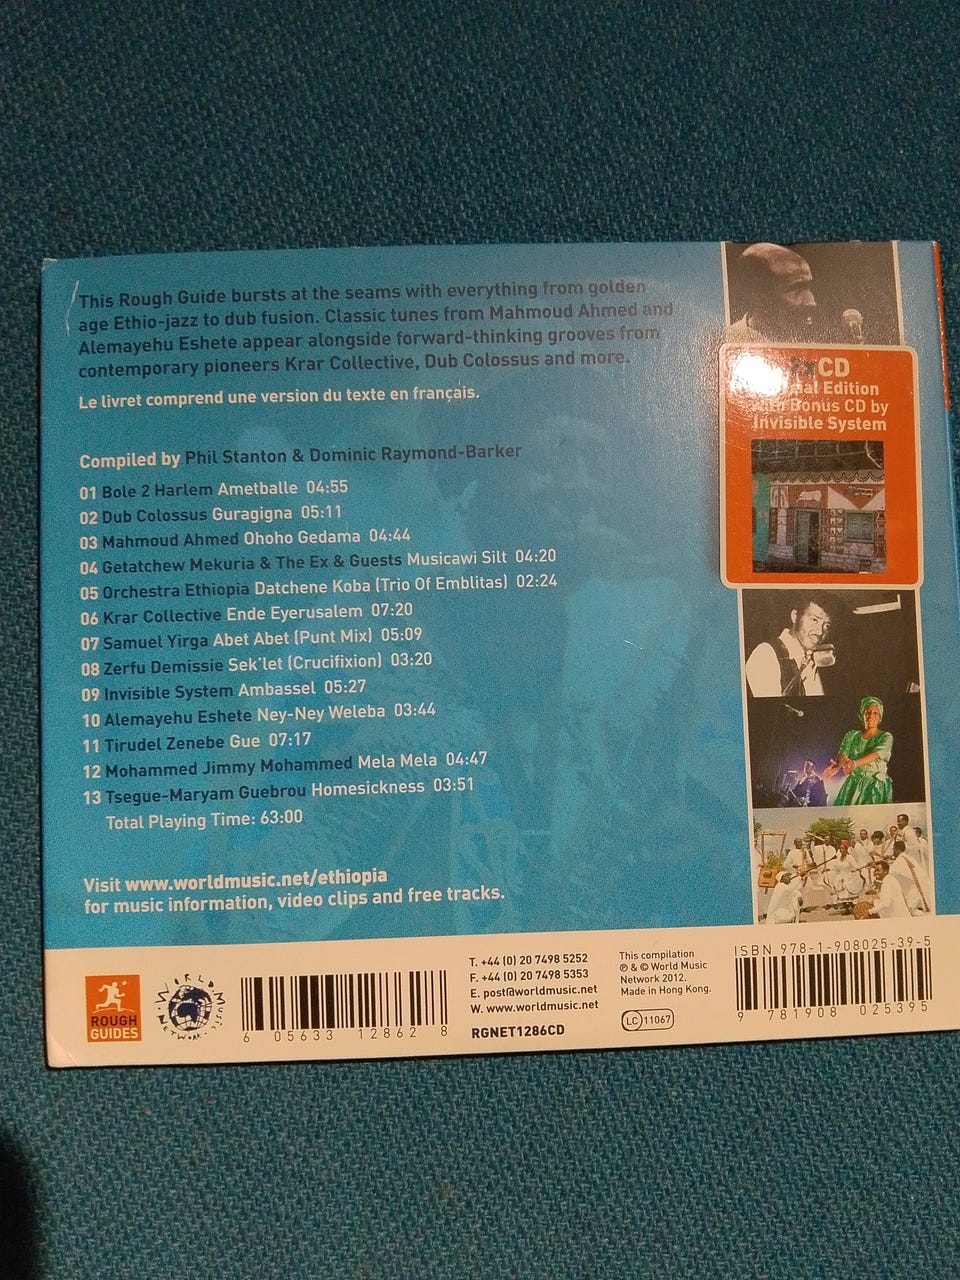 This Rough Guide bursts at the seams with everything from golden
age Ethio-jazz to dub fusion. Classic tunes from Mahmoud Ahmed and
Alemayehu Eshete appear alongside forward-thinking grooves from
contemporary pioneers Krar Collective, Dub Colossus and more.
Le livret comprend une version du texte en français.
Compiled by Phil Stanton & Dominic Raymond-Barker
01 Bole 2 Harlem Ametballe 04:55
02 Dub Colossus Guragigna 05:11
03 Mahmoud Ahmed Ohoho Gedama 04:44
04 Getatchew Mekuria & The Ex & Guests Musicawi Silt 04:20
05 Orchestra Ethiopia Datchene Koba (Trio Of Emblitas) 02:24
06 Krar Collective Ende Eyerusalem 07:20
07 Samuel Yirga Abet Abet (Punt Mix) 05:09
08 Zerfu Demissie Sek'let (Crucifixion) 03:20
09 Invisible System Ambassel 05:27
10 Alemayehu Eshete Ney-Ney Weleba 03:44
11 Tirudel Zenebe Gue 07:17
12 Mohammed Jimmy Mohammed Mela Mela 04:47
13 Tsegue-Maryam Guebrou Homesickness 03:51
Total Playing Time: 63:00
Visit www.worldmusic.net/ethiopia
for music information, video clips and free tracks.
CD
Edition
Bonus CD by
Invisible System
ROUGH
GUIDES
WORLD MUSIC NETWORK
6 05633 12862 8
T. +44 (0) 20 7498 5252
F. +44 (0) 20 7498 5353
E. post@worldmusic.net
W. www.worldmusic.net
RGNET1286CD
This compilation
℗ & © World Music
Network 2012.
Made in Hong Kong.
LC 11067
ISBN 978-1-908025-39-5
9 781908 025395